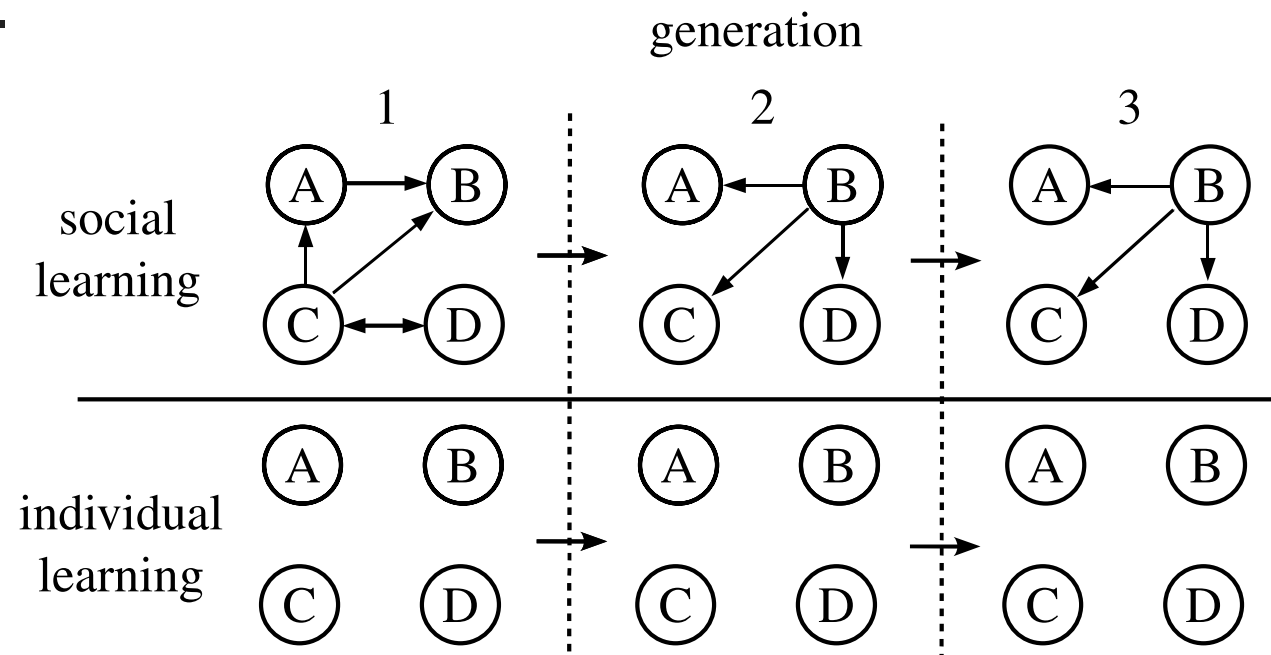 generation
1 2 3
A B A B A B
social
learning
C D C D C D
A B A B A B
individual
learning
C D C D C D